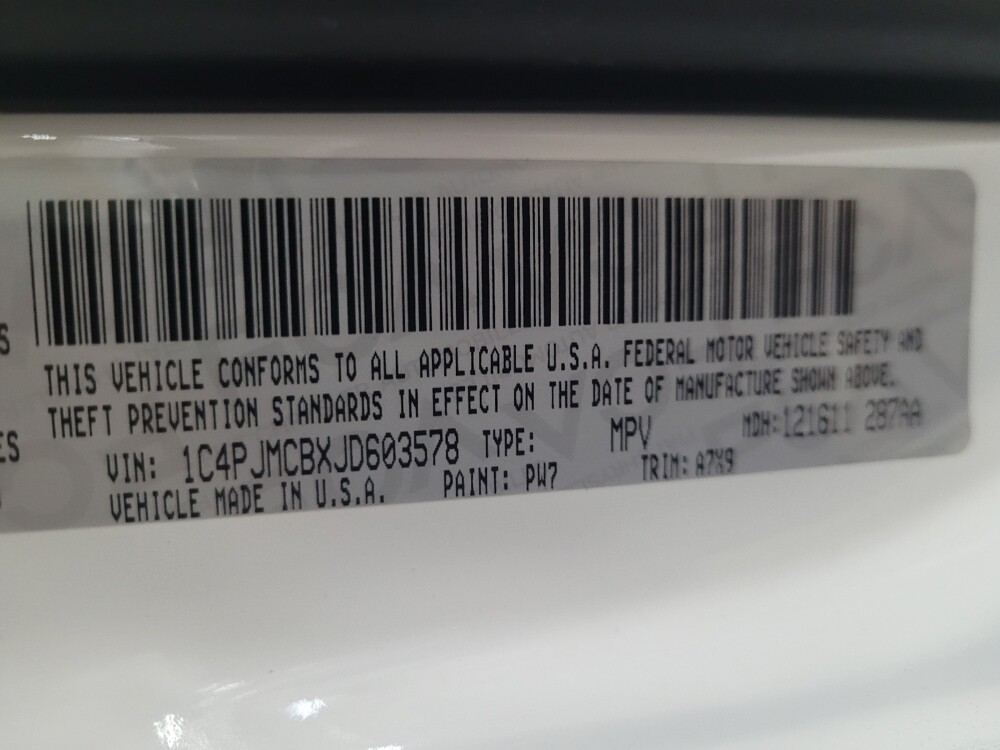 S
THIS VEHICLE CONFORMS TO ALL APPLICABLE U.S.A. FEDERAL MOTOR VEHICLE SAFETY AND
THEFT PREVENTION STANDARDS IN EFFECT ON THE DATE OF MANUFACTURE SHOWN ABOVE.
ES
VIN: 1C4PJMCBXJD603578 TYPE: MPV MDH: 121611 287AA
VEHICLE MADE IN U.S.A. PAINT: PW7 TRIM: A7X9